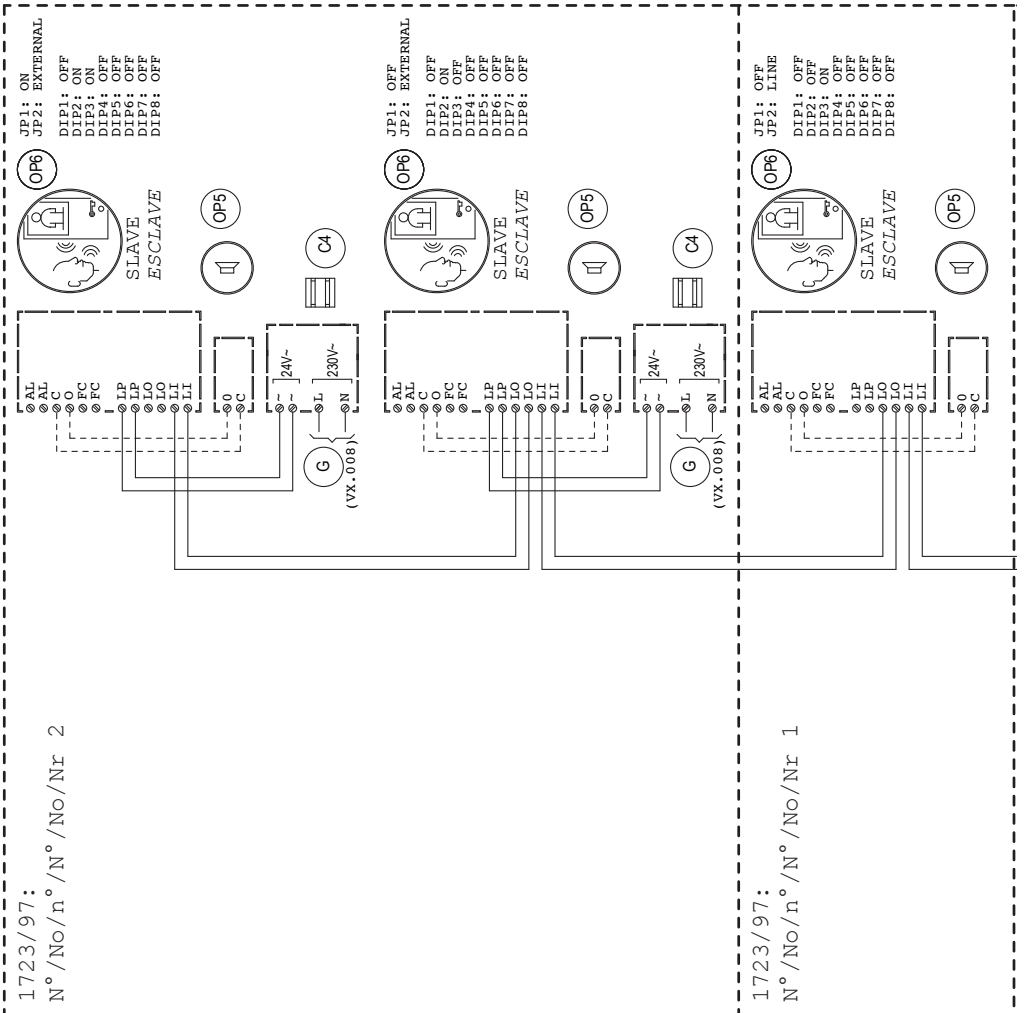 1723/97:
N°/No/n°/N°/No/Nr 2
AL
AL
C
O
FC
FC
LP
LP
LO
LO
LI
LI
O
C
~
~
24V~
L
N
230V~
G
(VX.008)
SLAVE
ESCLAVE
OP6
OP5
C4
JP1: ON
JP2: EXTERNAL
DIP1: OFF
DIP2: ON
DIP3: ON
DIP4: OFF
DIP5: OFF
DIP6: OFF
DIP7: OFF
DIP8: OFF
AL
AL
C
O
FC
FC
LP
LP
LO
LO
LI
LI
O
C
~
~
24V~
L
N
230V~
G
(VX.008)
SLAVE
ESCLAVE
OP6
OP5
C4
JP1: OFF
JP2: EXTERNAL
DIP1: OFF
DIP2: ON
DIP3: OFF
DIP4: OFF
DIP5: OFF
DIP6: OFF
DIP7: OFF
DIP8: OFF
1723/97:
N°/No/n°/N°/No/Nr 1
AL
AL
C
O
FC
FC
LP
LP
LO
LO
LI
LI
O
C
SLAVE
ESCLAVE
OP6
OP5
JP1: OFF
JP2: LINE
DIP1: OFF
DIP2: OFF
DIP3: ON
DIP4: OFF
DIP5: OFF
DIP6: OFF
DIP7: OFF
DIP8: OFF